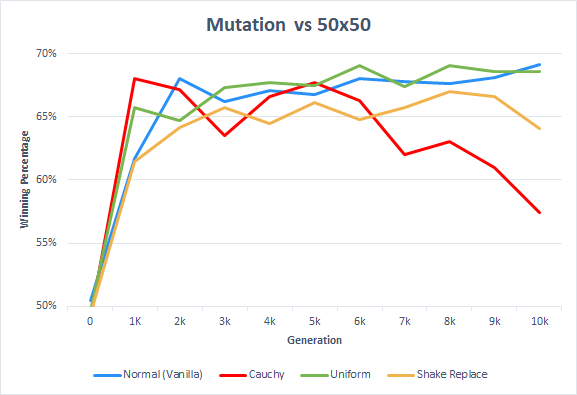 Mutation vs 50x50
70%
65%
60%
55%
50%
Winning Percentage
0 1K 2k 3k 4k 5k 6k 7k 8k 9k 10k
Generation
Normal (Vanilla) Cauchy Uniform Shake Replace